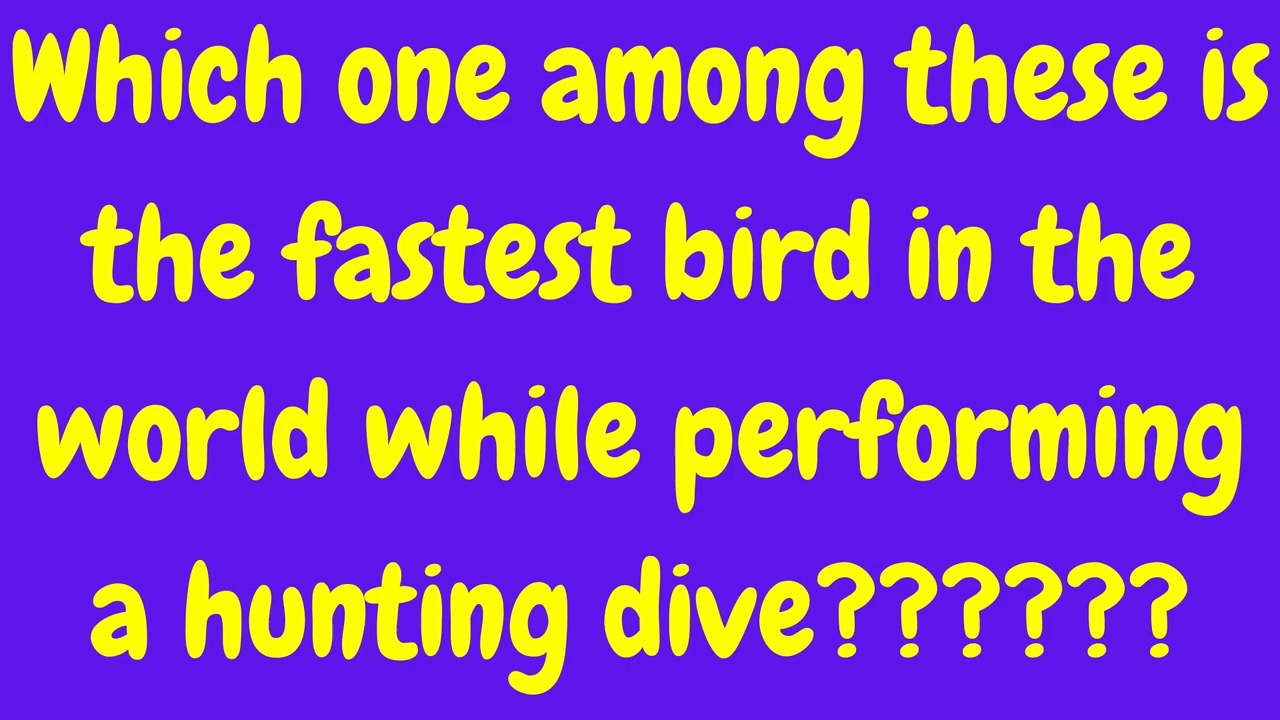 Which one among these is
the fastest bird in the
world while performing
a hunting dive??????